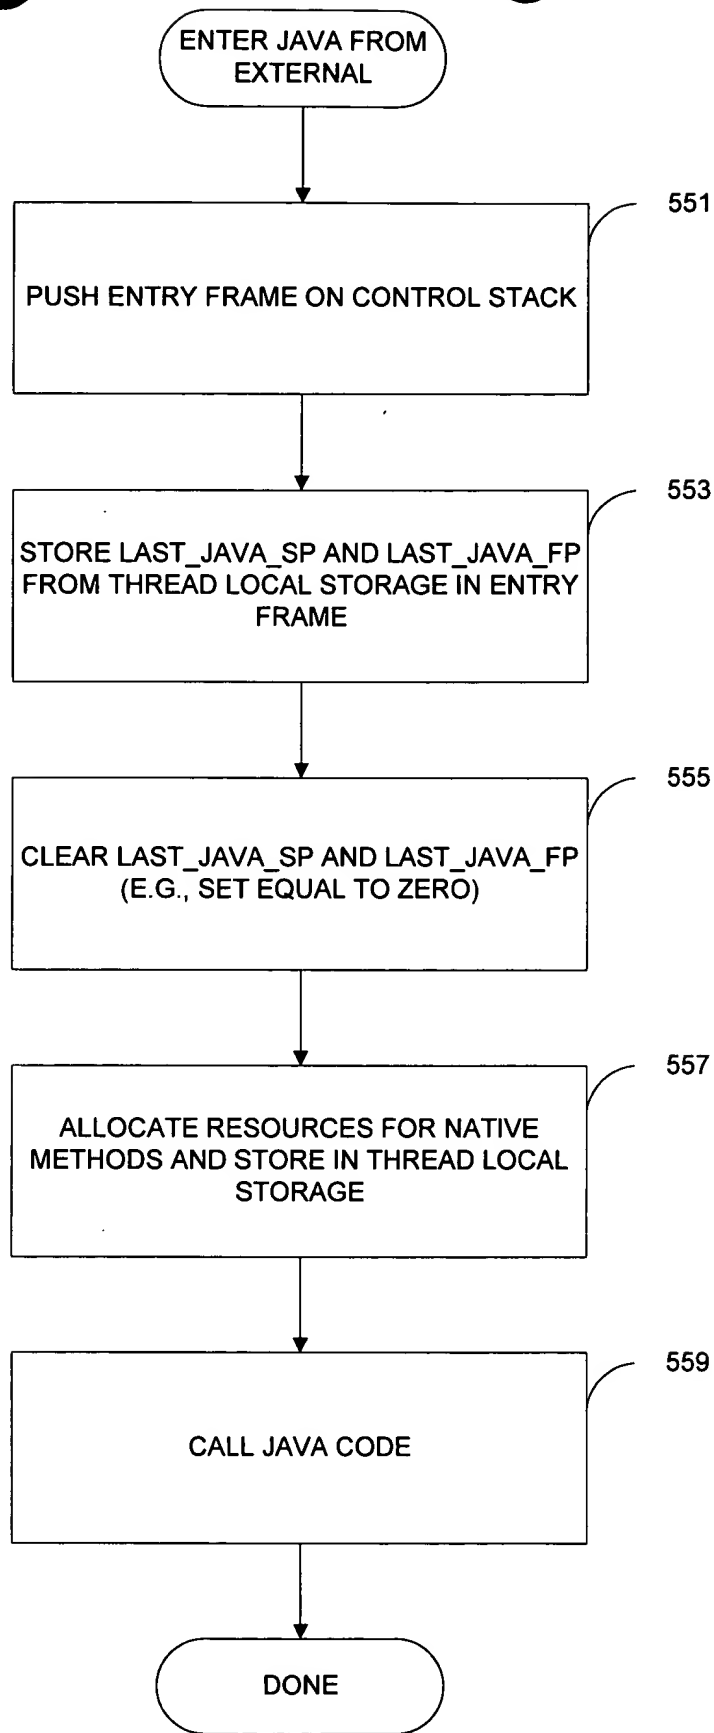 ENTER JAVA FROM
EXTERNAL
551
PUSH ENTRY FRAME ON CONTROL STACK
553
STORE LAST_JAVA_SP AND LAST_JAVA_FP
FROM THREAD LOCAL STORAGE IN ENTRY
FRAME
555
CLEAR LAST_JAVA_SP AND LAST_JAVA_FP
(E.G., SET EQUAL TO ZERO)
557
ALLOCATE RESOURCES FOR NATIVE
METHODS AND STORE IN THREAD LOCAL
STORAGE
559
CALL JAVA CODE
DONE